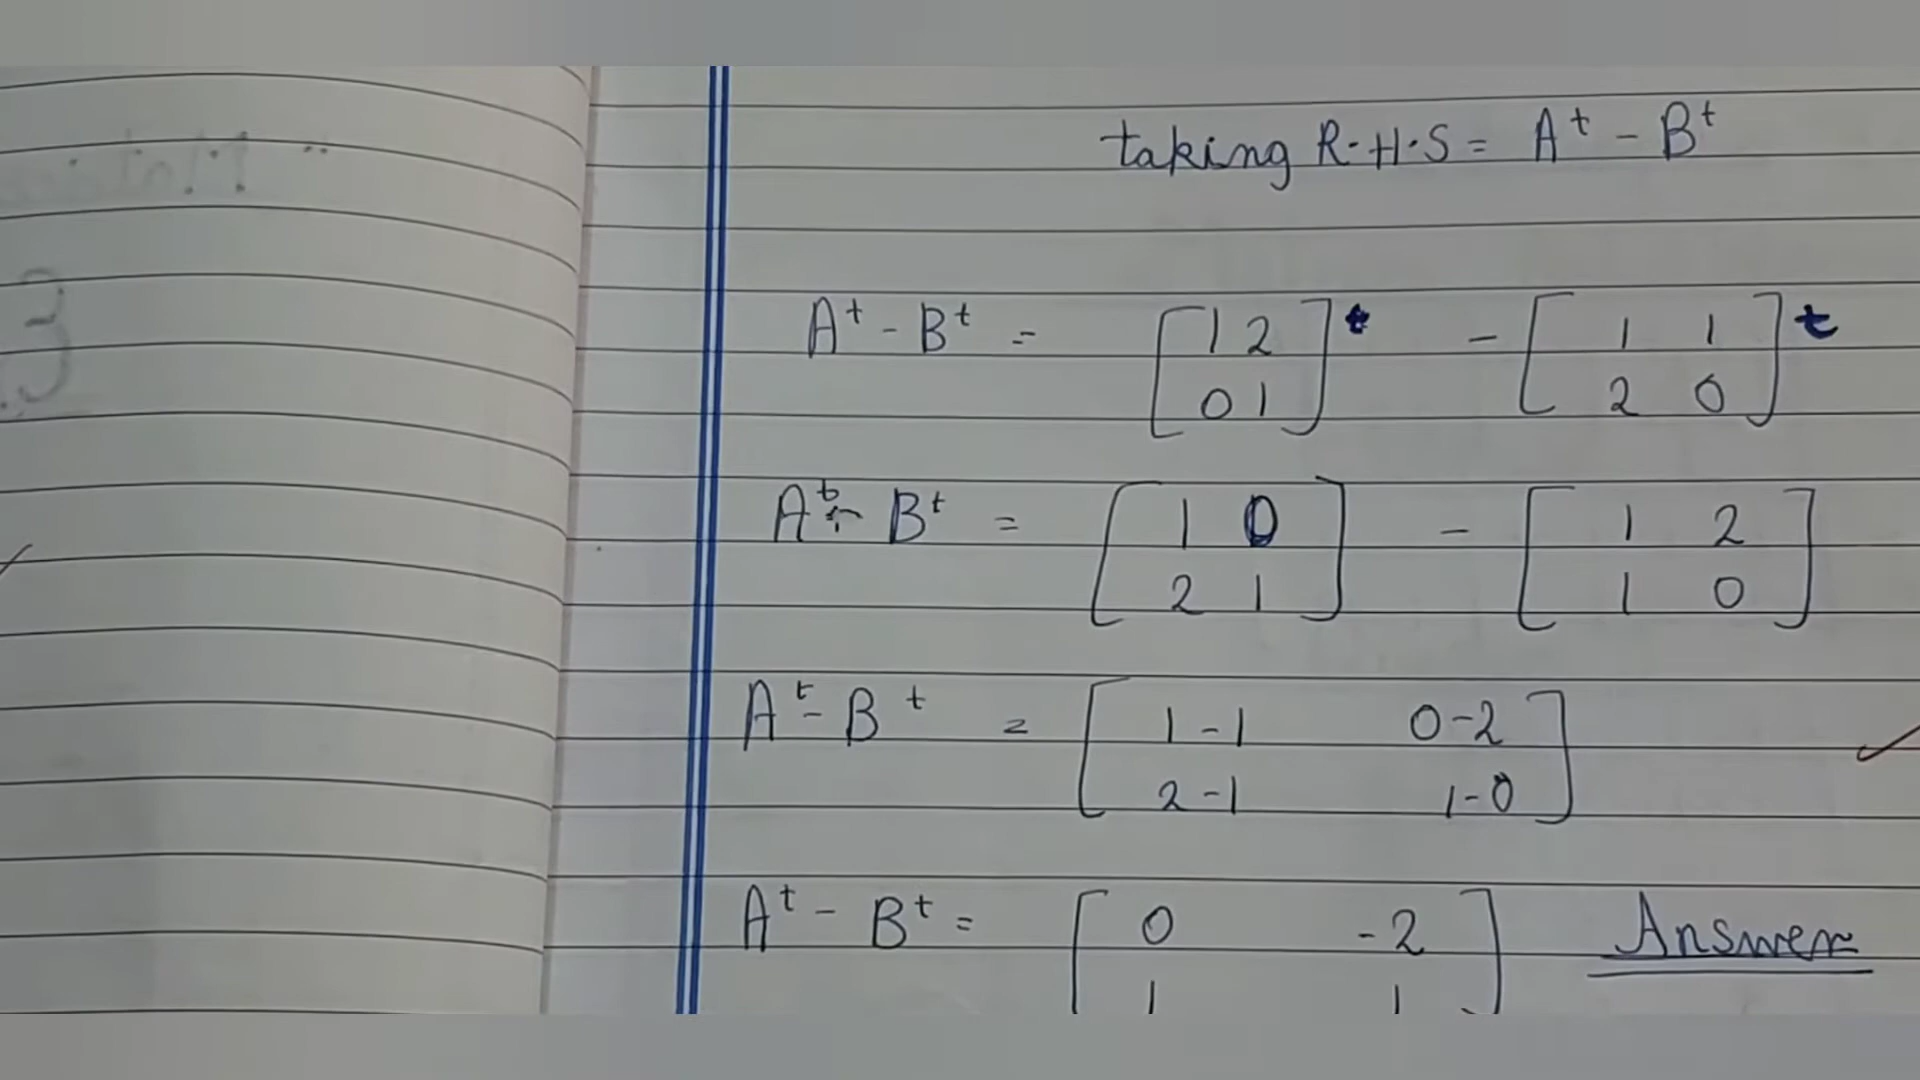 taking R.H.S = A^t - B^t
A^t - B^t = [1 2]^t - [1 1]^t
[0 1] [2 0]
A^t - B^t = [1 0] - [1 2]
[2 1] [1 0]
A^t - B^t = [1-1 0-2]
[2-1 1-0]
A^t - B^t = [0 -2] Answer
[1 1]